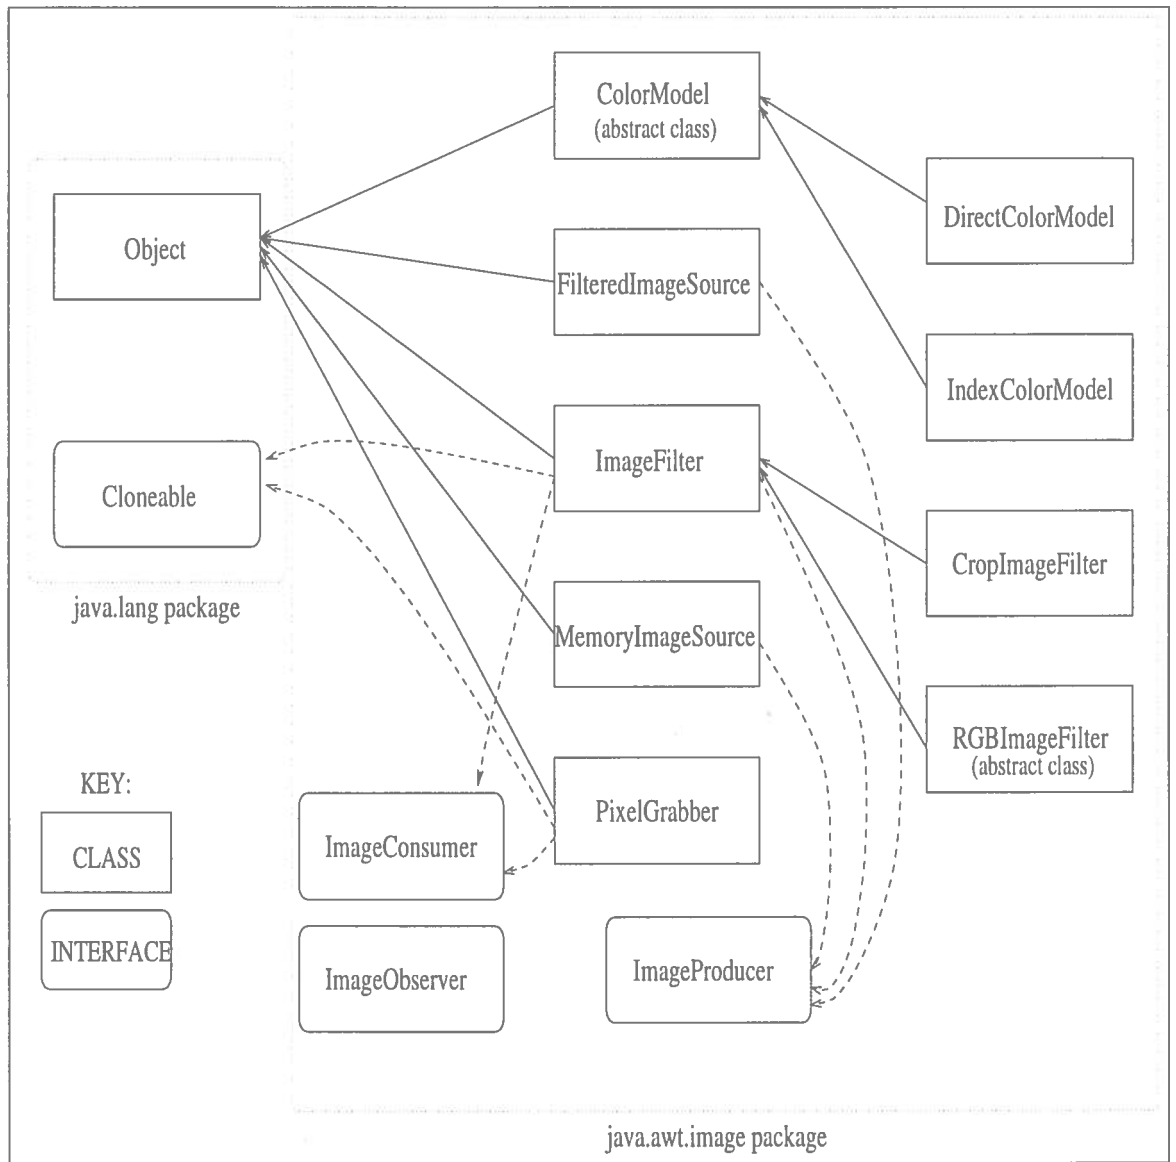 ColorModel
(abstract class)
DirectColorModel
Object
FilteredImageSource
IndexColorModel
ImageFilter
Cloneable
CropImageFilter
java.lang package
MemoryImageSource
RGBImageFilter
(abstract class)
KEY:
PixelGrabber
ImageConsumer
CLASS
INTERFACE
ImageProducer
ImageObserver
java.awt.image package